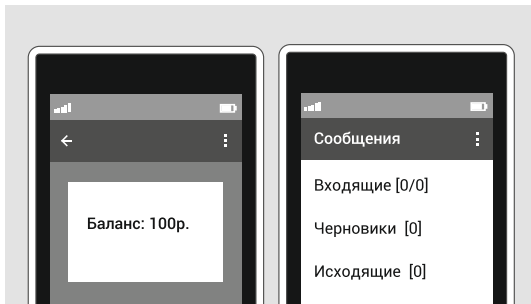 Баланс: 100р.
Сообщения
Входящие [0/0]
Черновики [0]
Исходящие [0]